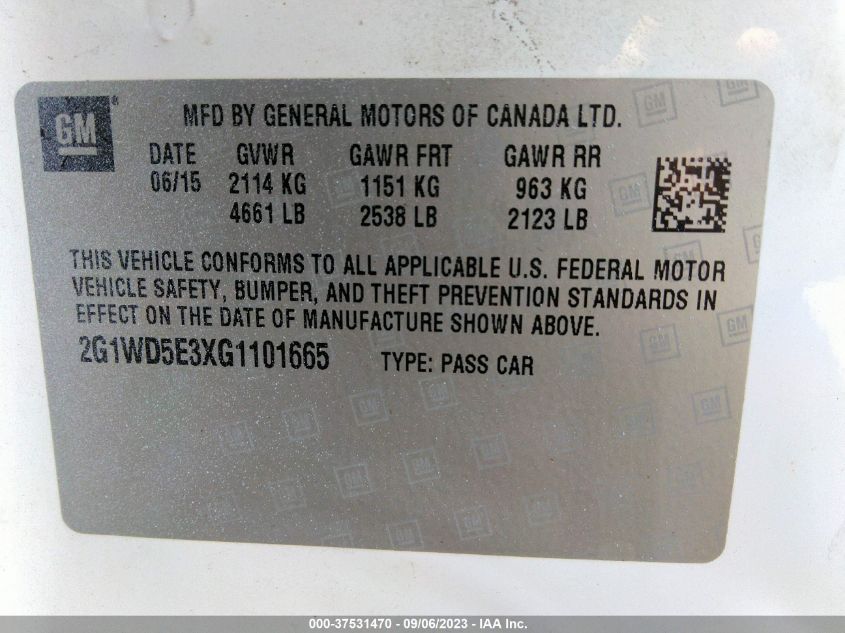 GM®
MFD BY GENERAL MOTORS OF CANADA LTD.
DATE GVWR GAWR FRT GAWR RR
06/15 2114 KG 1151 KG 963 KG
4661 LB 2538 LB 2123 LB
THIS VEHICLE CONFORMS TO ALL APPLICABLE U.S. FEDERAL MOTOR
VEHICLE SAFETY, BUMPER, AND THEFT PREVENTION STANDARDS IN
EFFECT ON THE DATE OF MANUFACTURE SHOWN ABOVE.
2G1WD5E3XG1101665 TYPE: PASS CAR
000-37531470 - 09/06/2023 - IAA Inc.